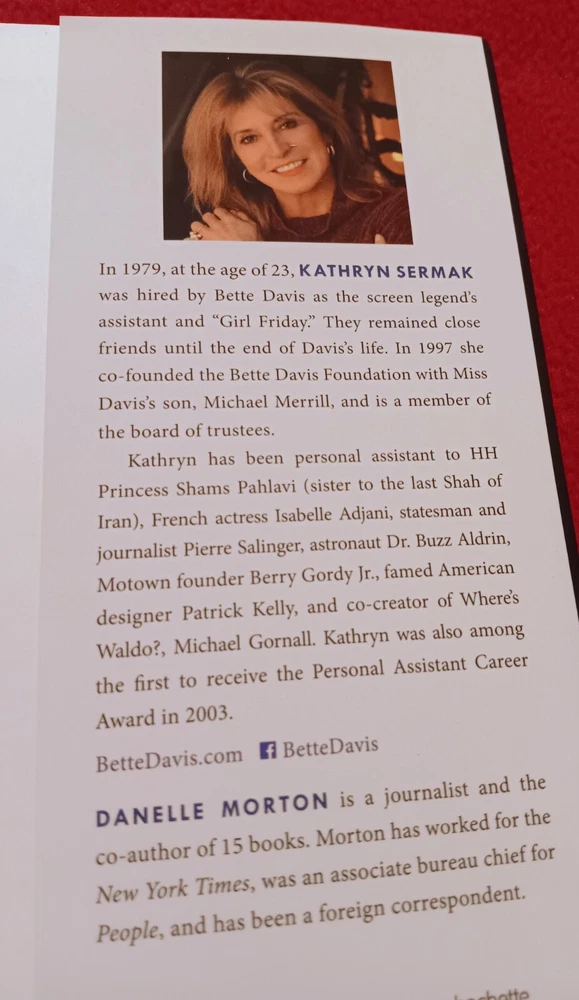 In 1979, at the age of 23, KATHRYN SERMAK
was hired by Bette Davis as the screen legend's
assistant and “Girl Friday.” They remained close
friends until the end of Davis's life. In 1997 she
co-founded the Bette Davis Foundation with Miss
Davis's son, Michael Merrill, and is a member of
the board of trustees.
Kathryn has been personal assistant to HH
Princess Shams Pahlavi (sister to the last Shah of
Iran), French actress Isabelle Adjani, statesman and
journalist Pierre Salinger, astronaut Dr. Buzz Aldrin,
Motown founder Berry Gordy Jr., famed American
designer Patrick Kelly, and co-creator of Where's
Waldo?, Michael Gornall. Kathryn was also among
the first to receive the Personal Assistant Career
Award in 2003.
BetteDavis.com f BetteDavis
DANELLE MORTON is a journalist and the
co-author of 15 books. Morton has worked for the
New York Times, was an associate bureau chief for
People, and has been a foreign correspondent.